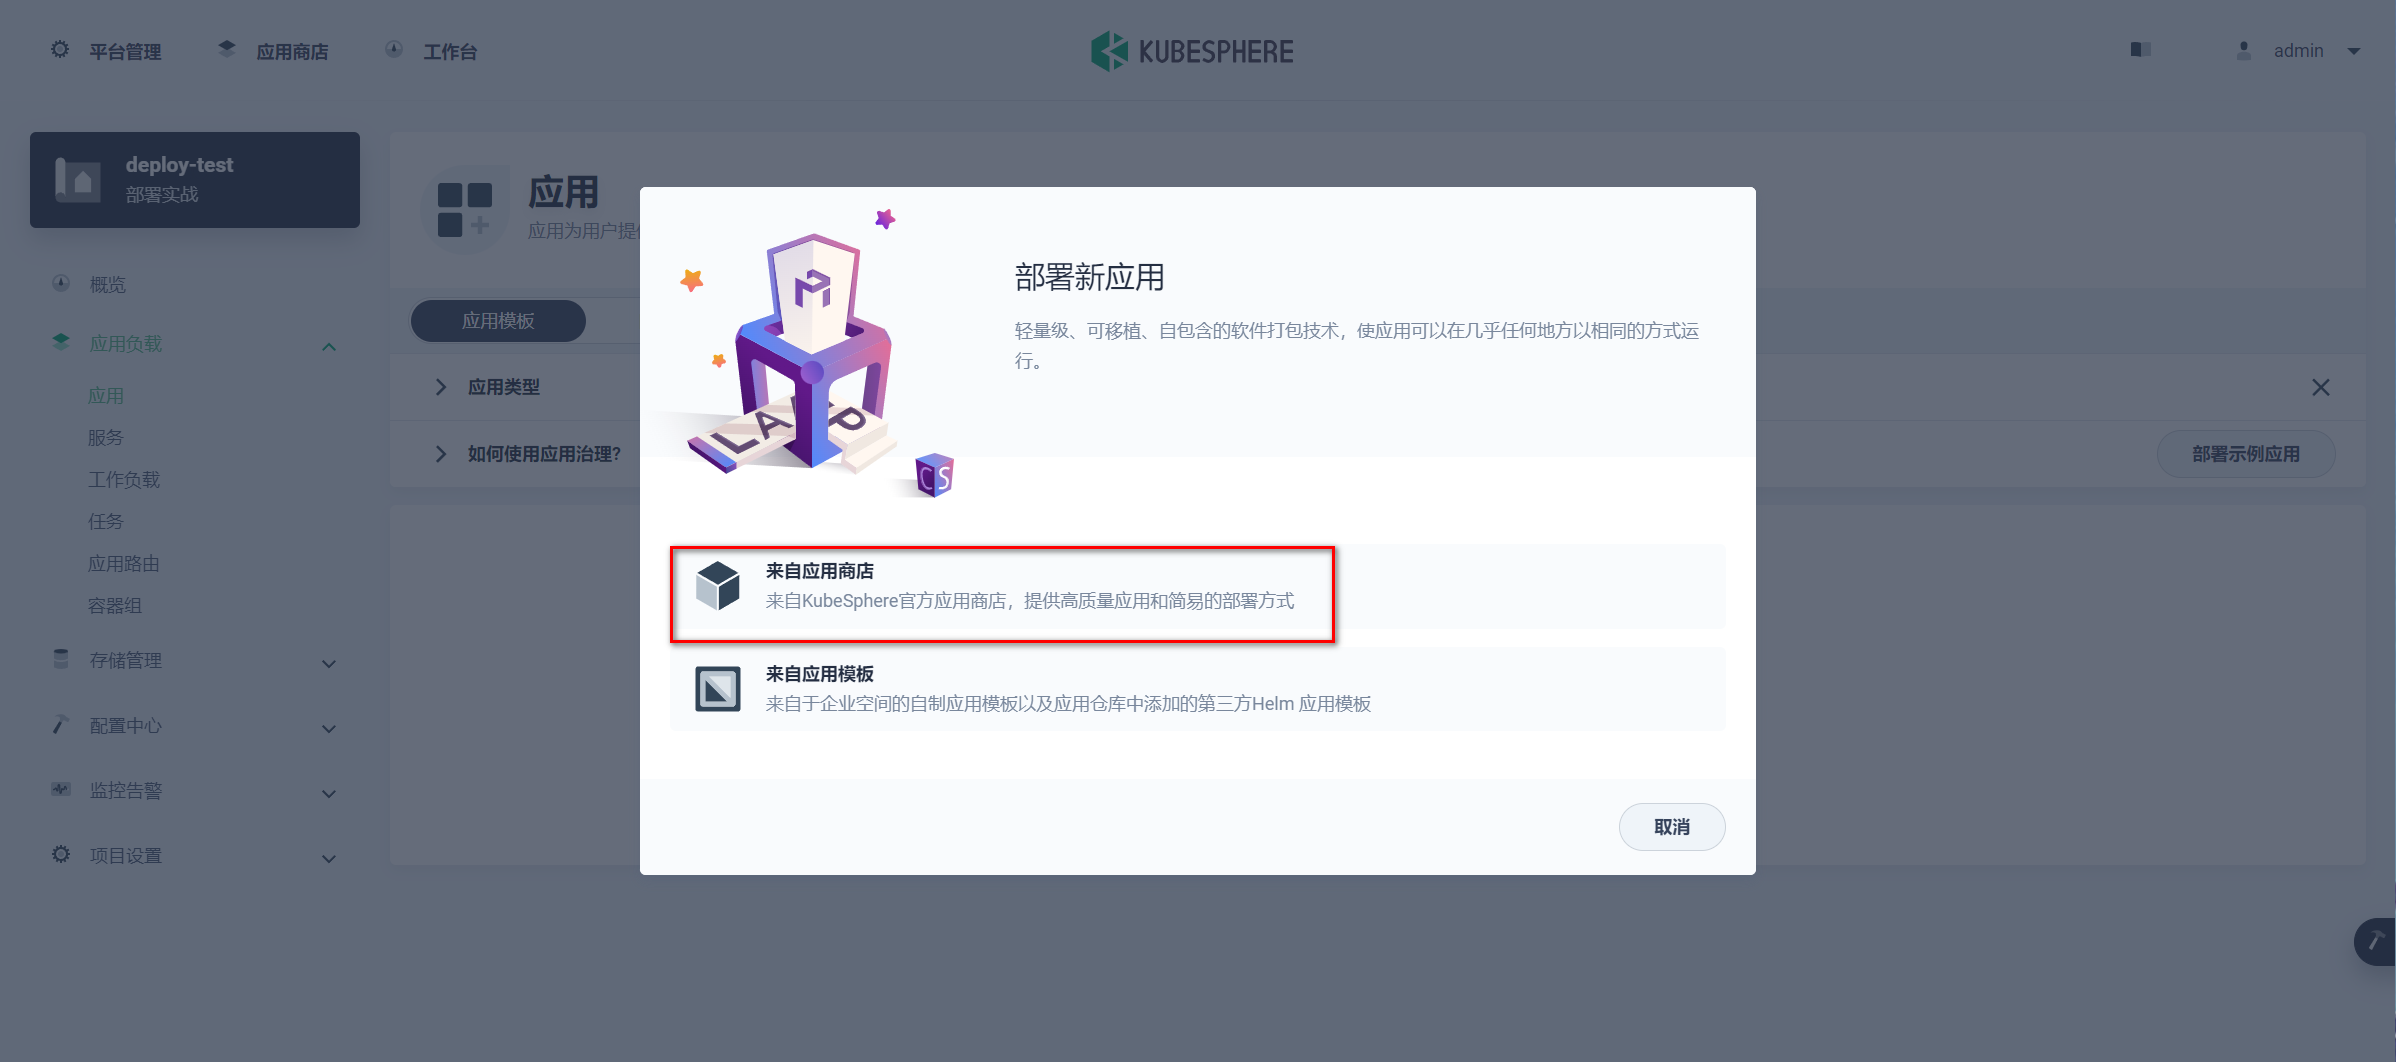 平台管理
应用商店
工作台
KUBESPHERE
admin
deploy-test
部署实战
概览
应用负载
应用
服务
工作负载
任务
应用路由
容器组
存储管理
配置中心
监控告警
项目设置
应用
应用为用户提
应用模板
应用类型
如何使用应用治理?
部署示例应用
LAP
CS
部署新应用
轻量级、可移植、自包含的软件打包技术，使应用可以在几乎任何地方以相同的方式运
行。
来自应用商店
来自KubeSphere官方应用商店，提供高质量应用和简易的部署方式
来自应用模板
来自于企业空间的自制应用模板以及应用仓库中添加的第三方Helm 应用模板
取消